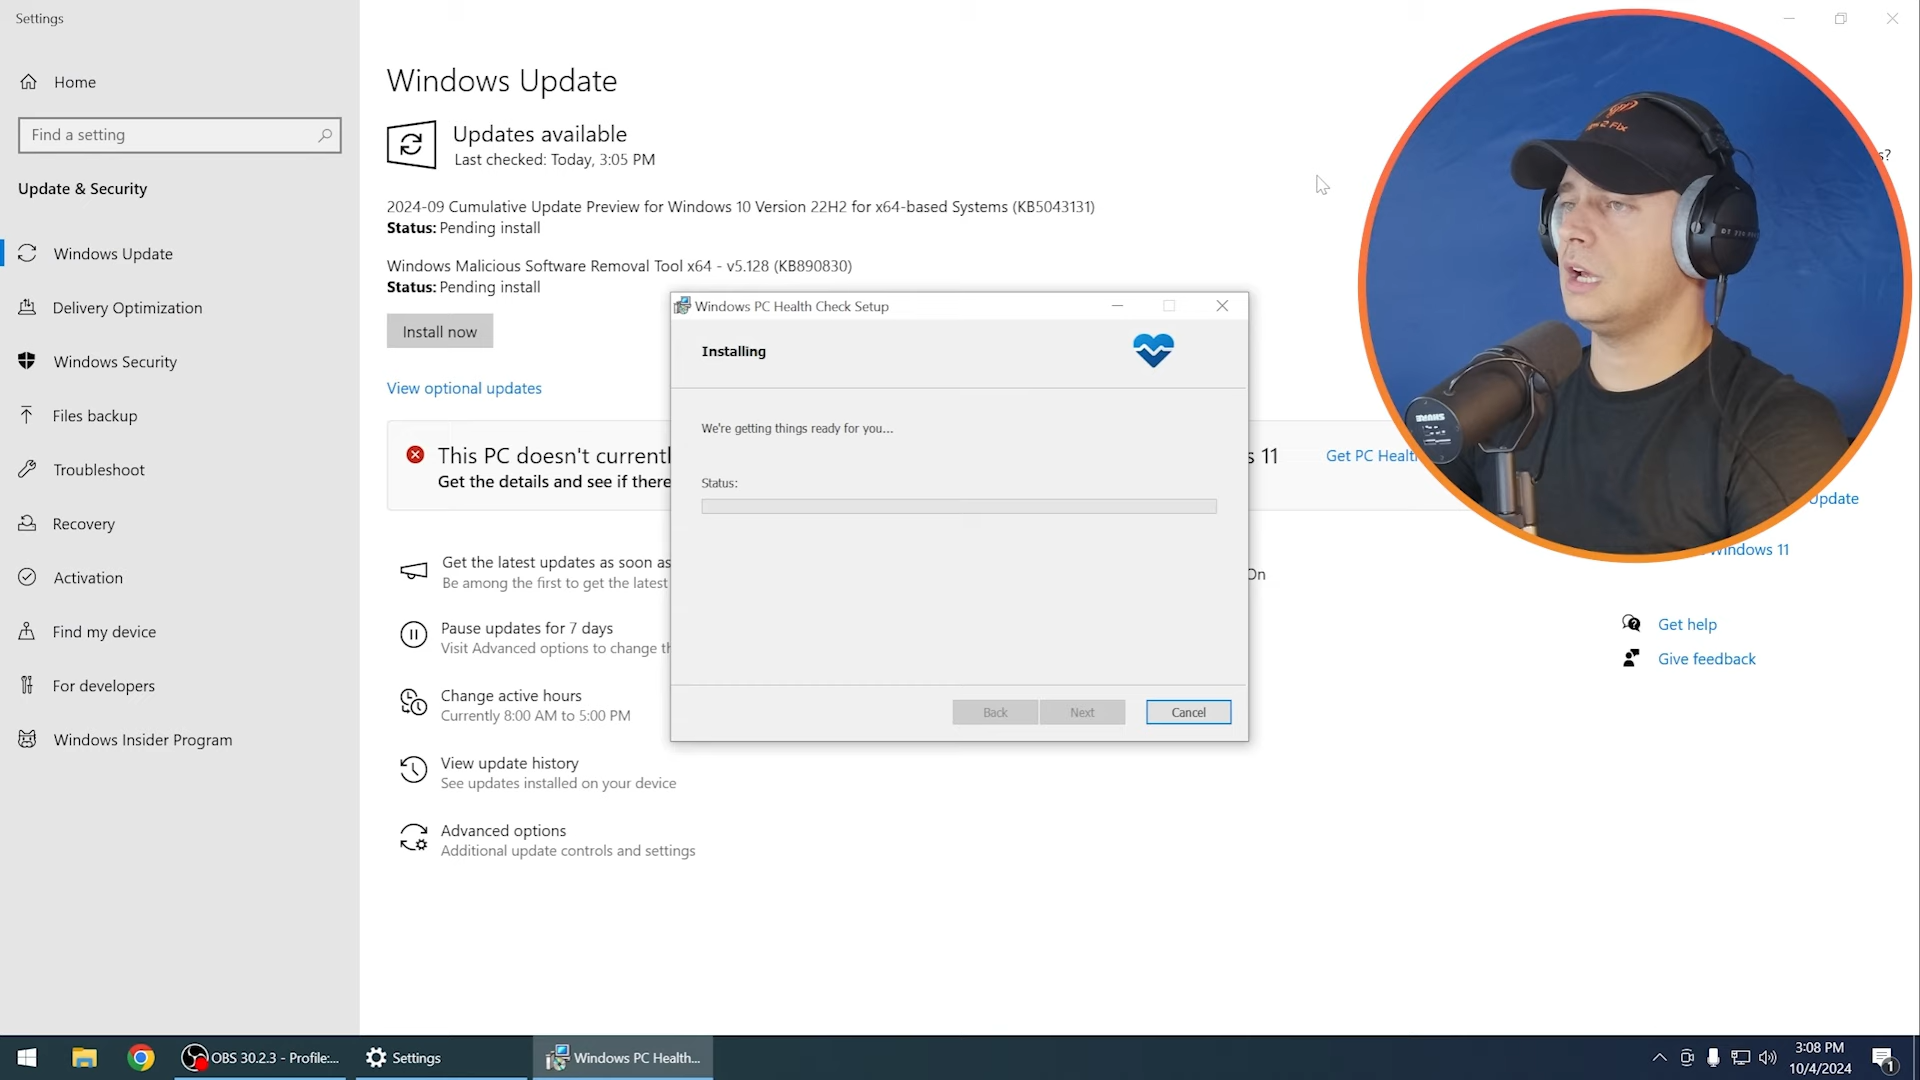 Settings
Home
Find a setting
Update & Security
Windows Update
Delivery Optimization
Windows Security
Files backup
Troubleshoot
Recovery
Activation
Find my device
For developers
Windows Insider Program
Windows Update
Updates available
Last checked: Today, 3:05 PM
2024-09 Cumulative Update Preview for Windows 10 Version 22H2 for x64-based Systems (KB5043131)
Status: Pending install
Windows Malicious Software Removal Tool x64 - v5.128 (KB890830)
Status: Pending install
Install now
View optional updates
This PC doesn't currentl
s 11
Get PC Health
Get the details and see if there
Get the latest updates as soon as
Be among the first to get the latest
On
Pause updates for 7 days
Visit Advanced options to change th
Change active hours
Currently 8:00 AM to 5:00 PM
View update history
See updates installed on your device
Advanced options
Additional update controls and settings
Windows PC Health Check Setup
Installing
We're getting things ready for you...
Status:
Back
Next
Cancel
s?
Update
Windows 11
Get help
Give feedback
2 Fix
DT 770 PRO
OBS 30.2.3 - Profile:...
Settings
Windows PC Health...
3:08 PM
10/4/2024
1